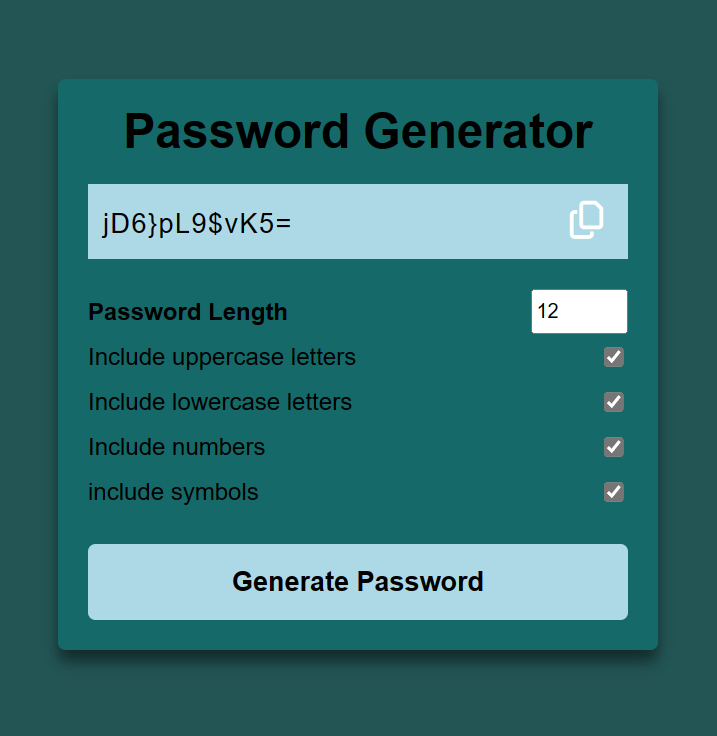 Password Generator
jD6}pL9$vK5=
Password Length
12
Include uppercase letters
Include lowercase letters
Include numbers
include symbols
Generate Password